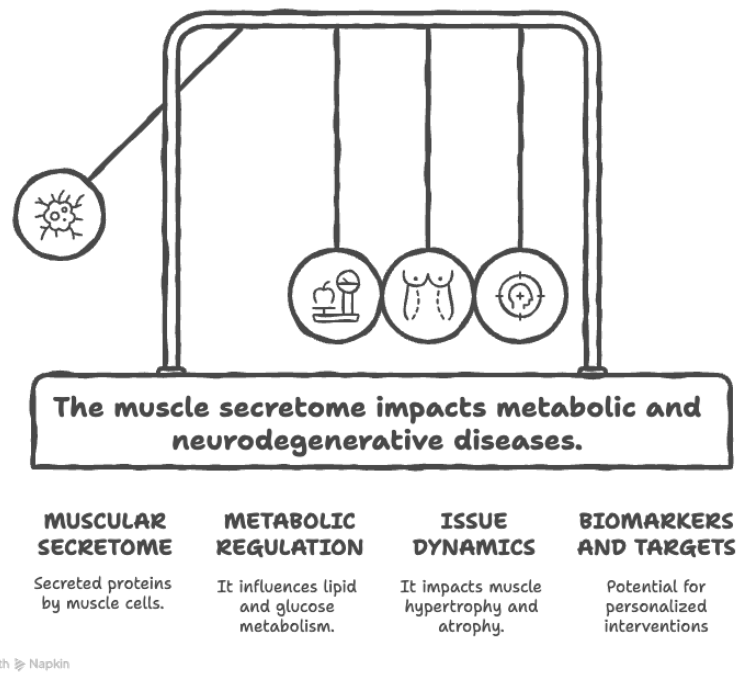 The muscle secretome impacts metabolic and
neurodegenerative diseases.
MUSCULAR
SECRETOME
Secreted proteins
by muscle cells.
METABOLIC
REGULATION
It influences lipid
and glucose
metabolism.
ISSUE
DYNAMICS
It impacts muscle
hypertrophy and
atrophy.
BIOMARKERS
AND TARGETS
Potential for
personalized
interventions
th Napkin